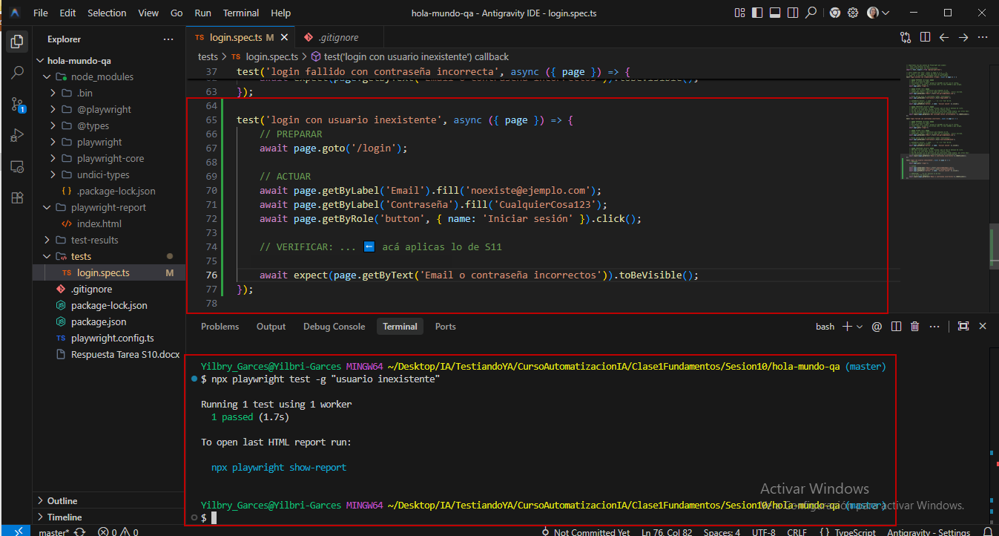 File Edit Selection View Go Run Terminal Help
hola-mundo-qa - Antigravity IDE - login.spec.ts
Explorer
hola-mundo-qa
node_modules
.bin
@playwright
@types
playwright
playwright-core
undici-types
{ } .package-lock.json
playwright-report
<> index.html
test-results
tests
TS login.spec.ts M
.gitignore
package-lock.json
package.json
TS playwright.config.ts
Respuesta Tarea S10.docx
Outline
Timeline
1
TS login.spec.ts M
.gitignore
tests > TS login.spec.ts > test('login con usuario inexistente') callback
37 test('login fallido con contraseña incorrecta', async ({ page }) => {
63 });
64
65 test('login con usuario inexistente', async ({ page }) => {
66 // PREPARAR
67 await page.goto('/login');
68
69 // ACTUAR
70 await page.getByLabel('Email').fill('noexiste@ejemplo.com');
71 await page.getByLabel('Contraseña').fill('CualquierCosa123');
72 await page.getByRole('button', { name: 'Iniciar sesión' }).click();
73
74 // VERIFICAR: ... ⬅ acá aplicas lo de S11
75
76 await expect(page.getByText('Email o contraseña incorrectos')).toBeVisible();
77 });
78
Problems Output Debug Console Terminal Ports
bash
Yilbry_Garces@Yilbri-Garces MINGW64 ~/Desktop/IA/TestiandoYA/CursoAutomatizacionIA/Clase1Fundamentos/Sesion10/hola-mundo-qa (master)
$ npx playwright test -g "usuario inexistente"
Running 1 test using 1 worker
1 passed (1.7s)
To open last HTML report run:
npx playwright show-report
Yilbry_Garces@Yilbri-Garces MINGW64 ~/Desktop/IA/TestiandoYA/CursoAutomatizacionIA/Clase1Fundamentos/Sesion10/hola-mundo-qa (master)
$
Activar Windows
Ve a Configuración para activar Windows.
master* 0 0
Not Committed Yet Ln 76, Col 82 Spaces: 4 UTF-8 CRLF { } TypeScript Antigravity - Settings